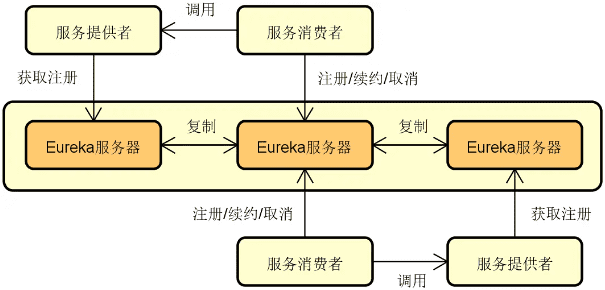 调用
服务提供者
服务消费者
获取注册
注册/续约/取消
Eureka服务器
复制
Eureka服务器
复制
Eureka服务器
注册/续约/取消
获取注册
服务消费者
调用
服务提供者